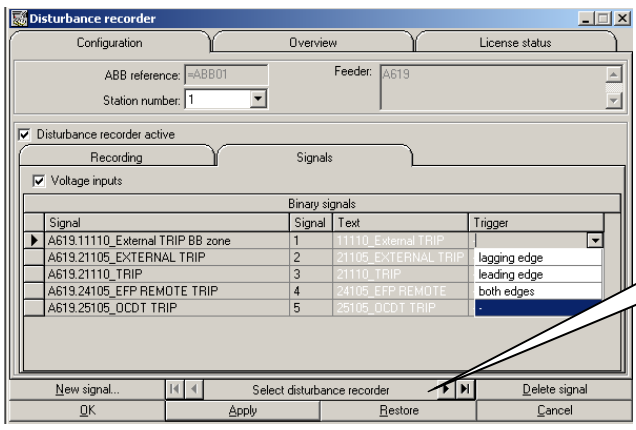 Disturbance recorder
Configuration Overview License status
ABB reference: =ABB01 Feeder: A619
Station number: 1
Disturbance recorder active
Recording Signals
Voltage inputs
Binary signals
Signal Signal Text Trigger
A619.11110_External TRIP BB zone 1 11110_External TRIP
A619.21105_EXTERNAL TRIP 2 21105_EXTERNAL TRIP lagging edge
A619.21110_TRIP 3 21110_TRIP leading edge
A619.24105_EFP REMOTE TRIP 4 24105_EFP REMOTE both edges
A619.25105_OCDT TRIP 5 25105_OCDT TRIP -
New signal... Select disturbance recorder Delete signal
OK Apply Restore Cancel